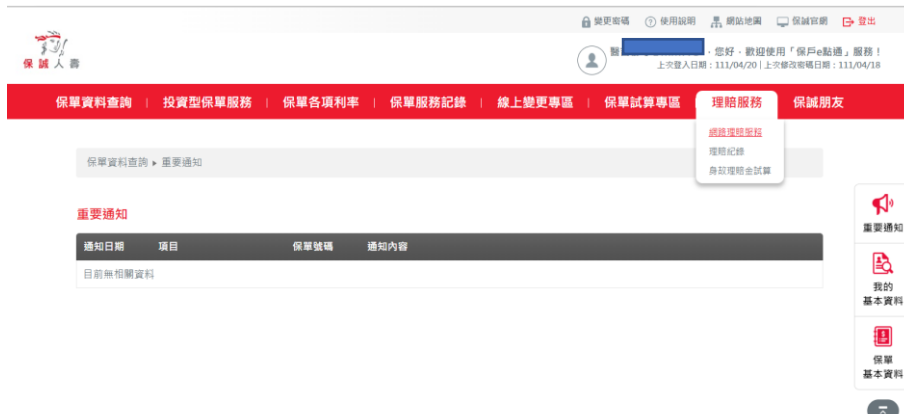 變更密碼 使用說明 網站地圖 保誠官網 登出
保誠人壽
醫 ，您好，歡迎使用「保戶e點通」服務！
上次登入日期：111/04/20｜上次修改密碼日期：111/04/18
保單資料查詢 | 投資型保單服務 | 保單各項利率 | 保單服務記錄 | 線上變更專區 | 保單試算專區 理賠服務 保誠朋友
網路理賠服務
理賠紀錄
身故理賠金試算
保單資料查詢 ▸ 重要通知
重要通知
通知日期 項目 保單號碼 通知內容
目前無相關資料
重要通知
我的
基本資料
保單
基本資料